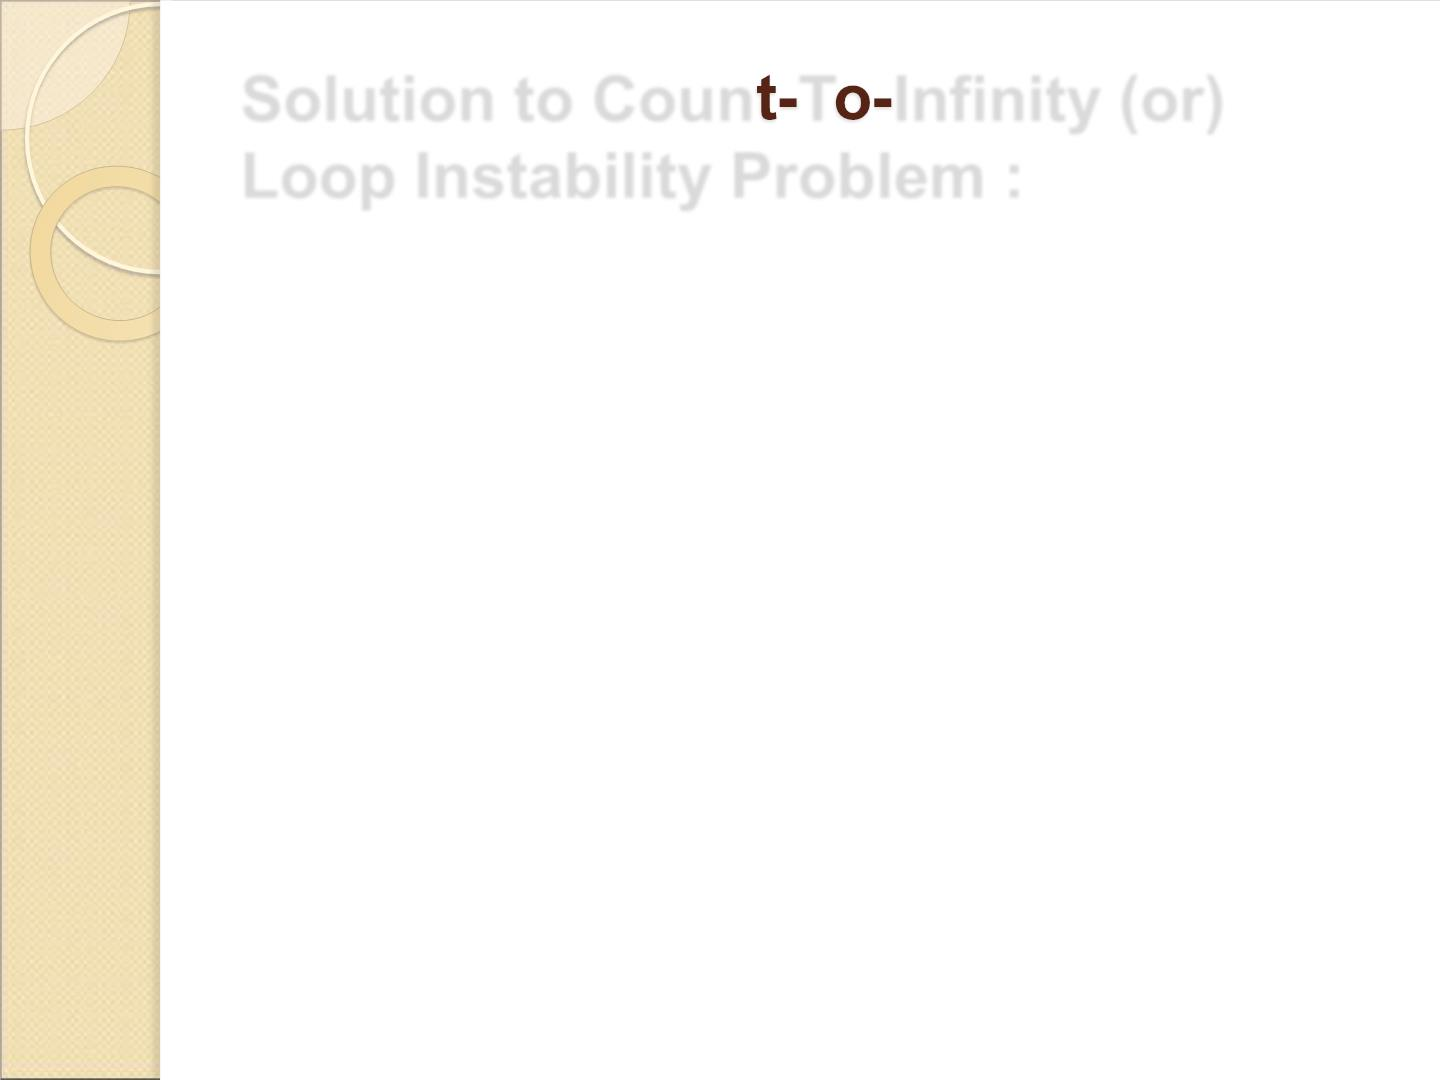 Solution to Count-To-Infinity (or)
Loop Instability Problem :